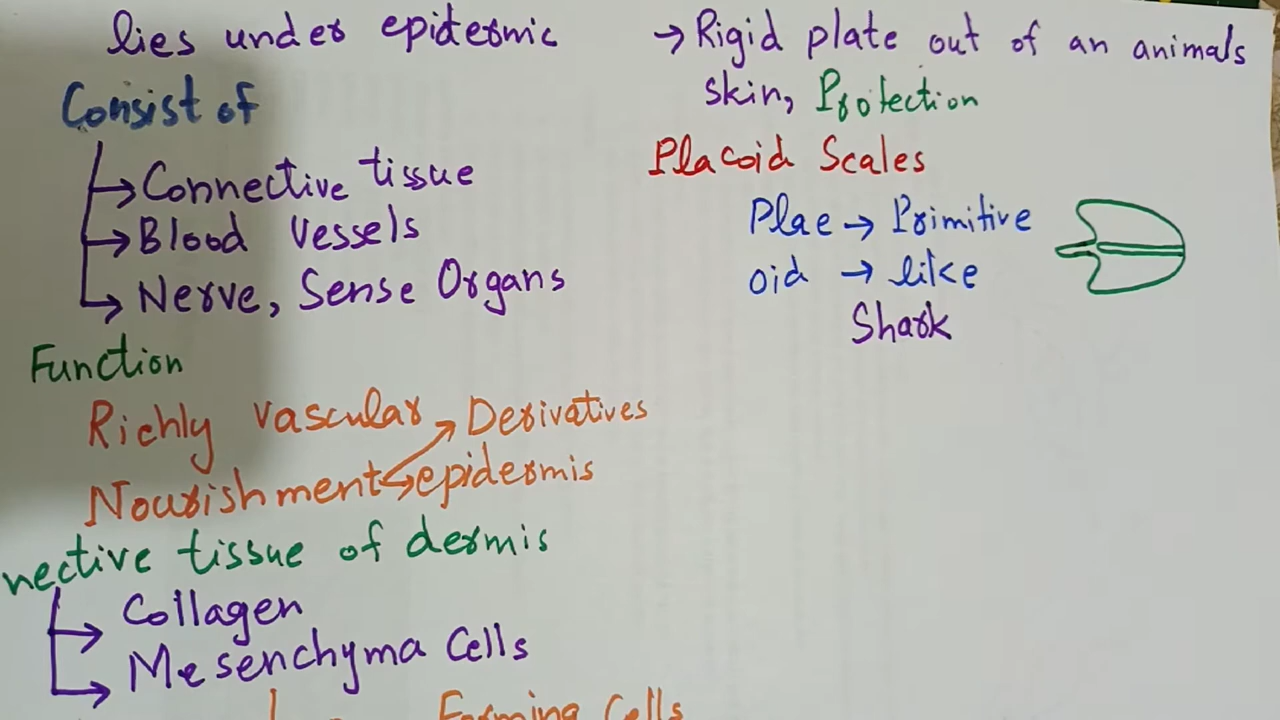 lies under epidermic
Consist of
Connective tissue
Blood Vessels
Nerve, Sense Organs
Function
Richly vascular
Nourishment → Derivatives
→ epidermis
nective tissue of dermis
Collagen
Mesenchyma Cells
Forming Cells
→ Rigid plate out of an animals
skin, Protection
Placoid Scales
Plae → Primitive
oid → like
Shark